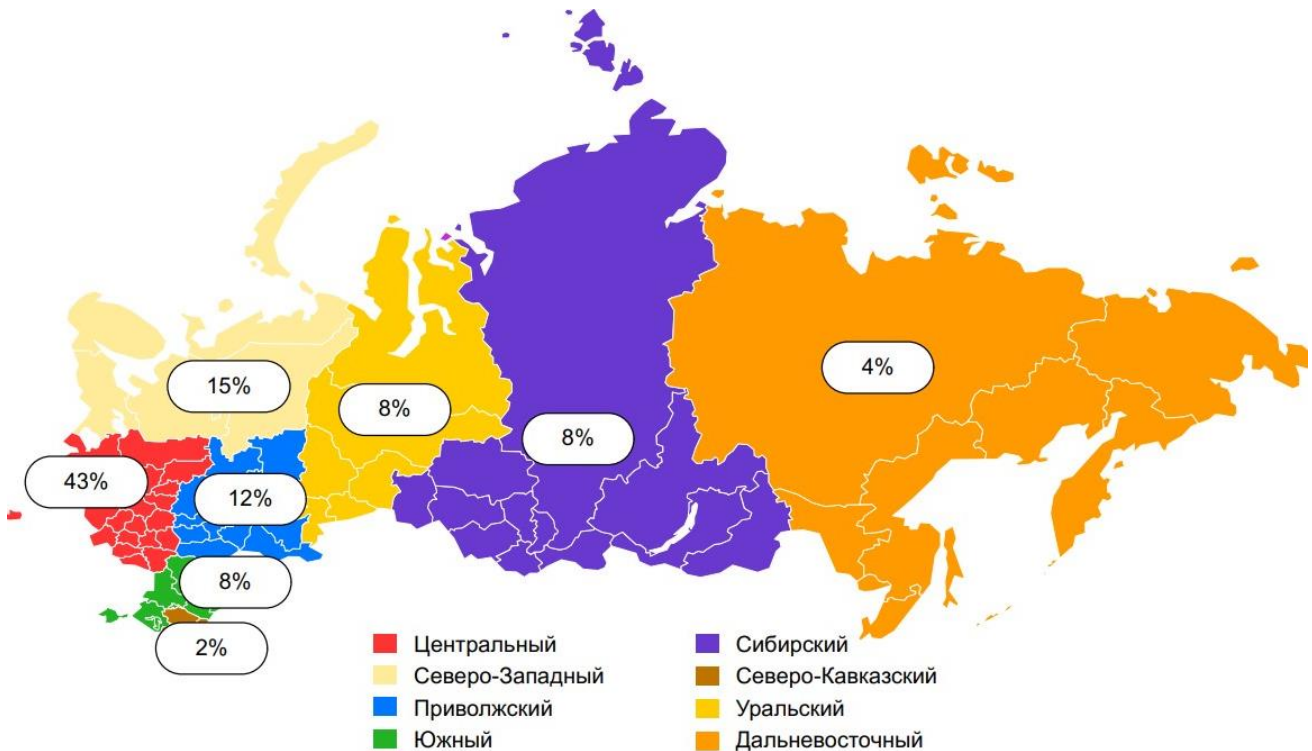 15%
4%
8%
8%
43%
12%
8%
2%
Центральный
Северо-Западный
Приволжский
Южный
Сибирский
Северо-Кавказский
Уральский
Дальневосточный